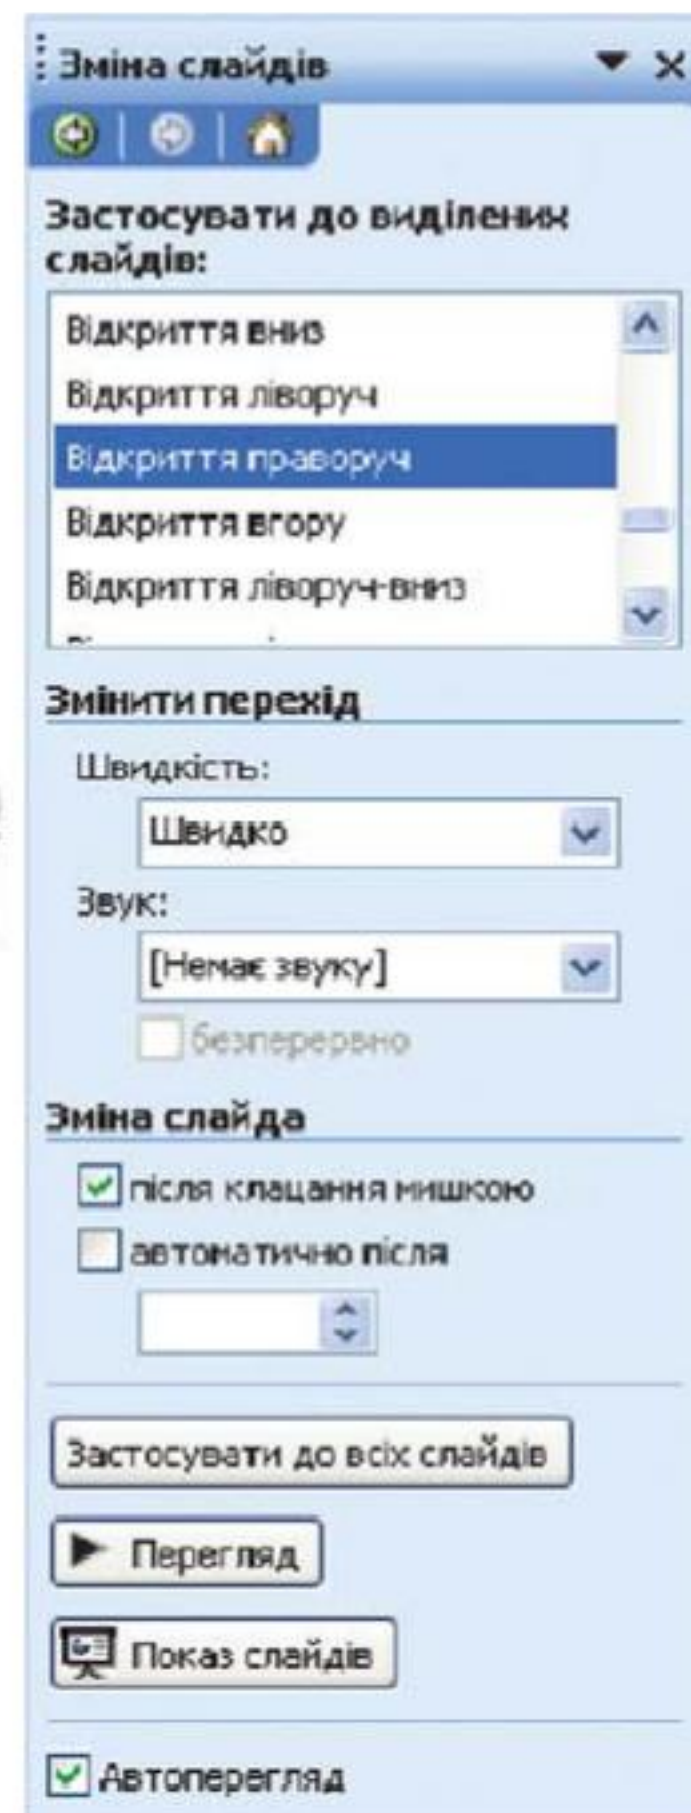 Зміна слайдів
Застосувати до виділених
слайдів:
Відкриття вниз
Відкриття ліворуч
Відкриття праворуч
Відкриття вгору
Відкриття ліворуч-вниз
Змінити перехід
Швидкість:
Швидко
Звук:
[Немає звуку]
безперервно
Зміна слайда
після клацання мишкою
автоматично після
Застосувати до всіх слайдів
Перегляд
Показ слайдів
Автоперегляд